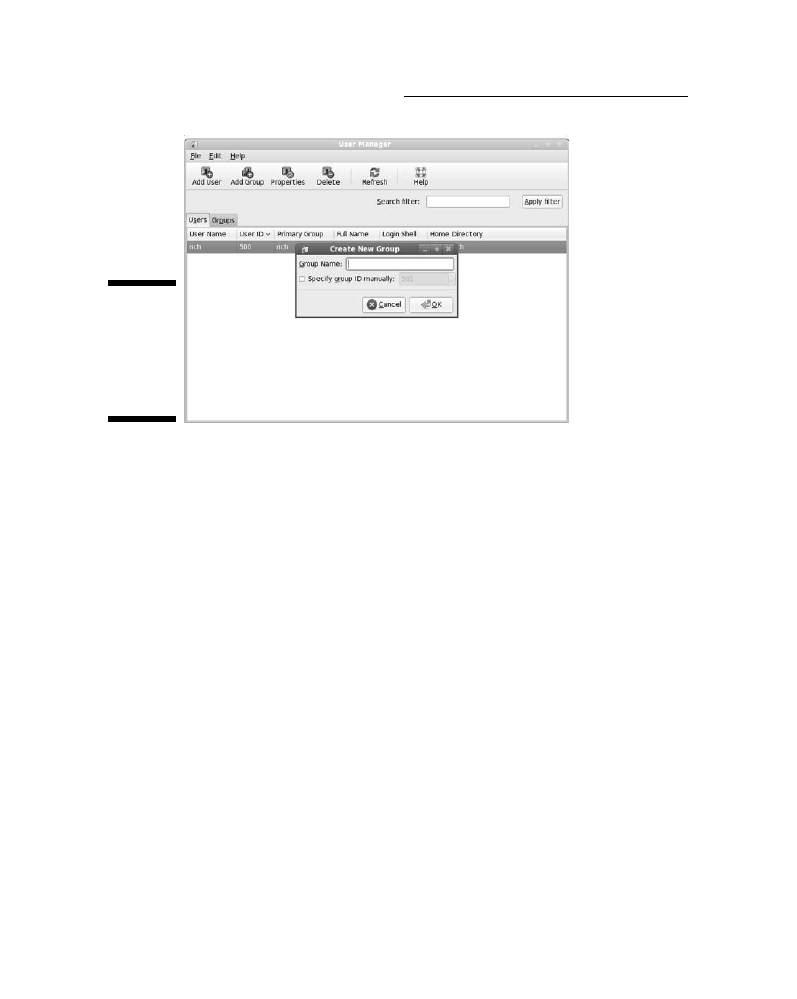 User Manager
File Edit Help
Add User Add Group Properties Delete Refresh Help
Search filter: Apply filter
Users Groups
User Name User ID Primary Group Full Name Login Shell Home Directory
rich 500 rich
Create New Group
Group Name:
Specify group ID manually: 501
Cancel OK